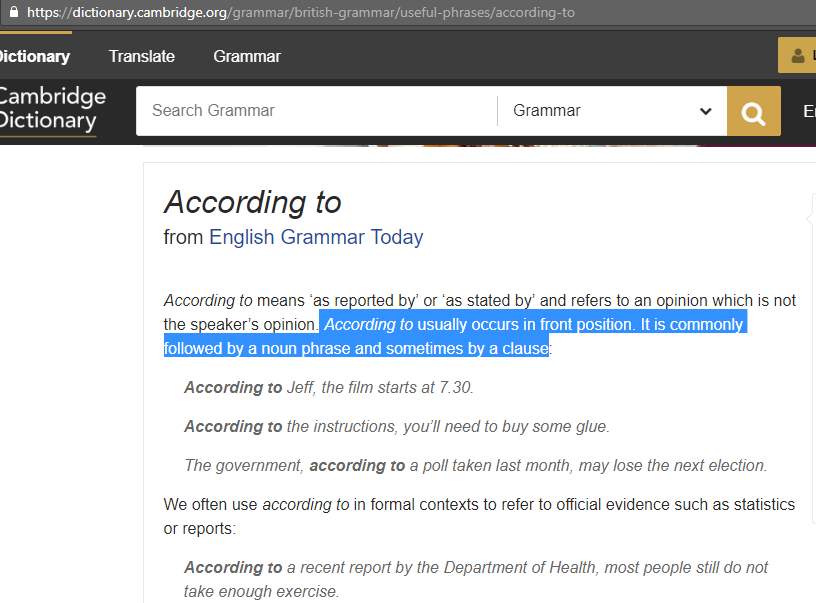 https://dictionary.cambridge.org/grammar/british-grammar/useful-phrases/according-to
Dictionary Translate Grammar
Cambridge
Dictionary
Search Grammar Grammar
According to
from English Grammar Today
According to means ‘as reported by’ or ‘as stated by’ and refers to an opinion which is not
the speaker’s opinion. According to usually occurs in front position. It is commonly
followed by a noun phrase and sometimes by a clause:
According to Jeff, the film starts at 7.30.
According to the instructions, you’ll need to buy some glue.
The government, according to a poll taken last month, may lose the next election.
We often use according to in formal contexts to refer to official evidence such as statistics
or reports:
According to a recent report by the Department of Health, most people still do not
take enough exercise.